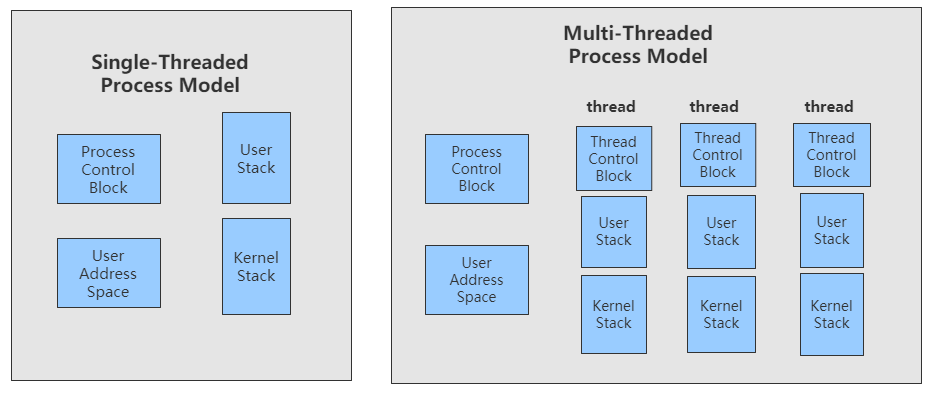 Single-Threaded
Process Model
Process
Control
Block
User
Stack
User
Address
Space
Kernel
Stack
Multi-Threaded
Process Model
thread
thread
thread
Process
Control
Block
Thread
Control
Block
Thread
Control
Block
Thread
Control
Block
User
Stack
User
Stack
User
Stack
User
Address
Space
Kernel
Stack
Kernel
Stack
Kernel
Stack